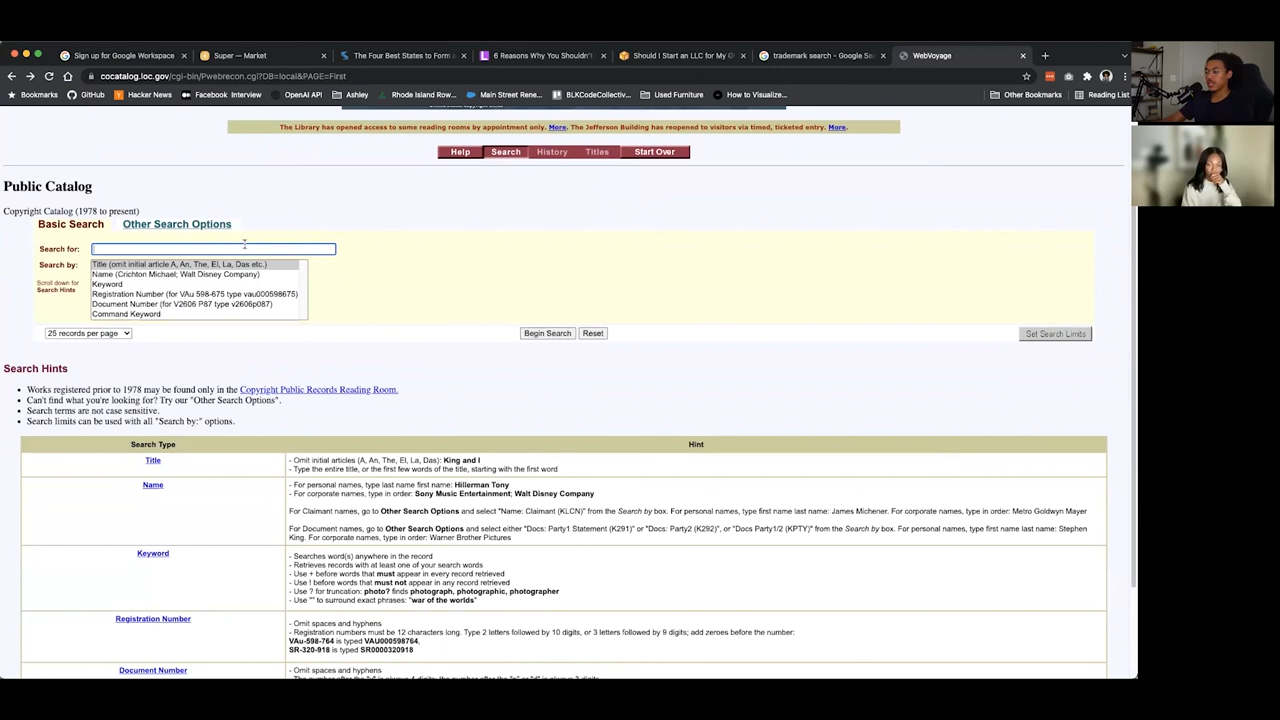 Sign up for Google Workspace
Super — Market
The Four Best States to Form
6 Reasons Why You Shouldn'
Should I Start an LLC for My G
trademark search - Google Se
WebVoyage
cocatalog.loc.gov/cgi-bin/Pwebrecon.cgi?DB=local&PAGE=First
Bookmarks
GitHub
Hacker News
Facebook Interview
OpenAI API
Ashley
Rhode Island Row...
Main Street Rene...
BLKCodeCollectiv...
Used Furniture
How to Visualize...
Other Bookmarks
Reading List
The Library has opened access to some reading rooms by appointment only. More. The Jefferson Building has reopened to visitors via timed, ticketed entry. More.
Help
Search
History
Titles
Start Over
Public Catalog
Copyright Catalog (1978 to present)
Basic Search
Other Search Options
Search for:
Search by:
Scroll down for
Search Hints
Title (omit initial article A, An, The, El, La, Das etc.)
Name (Crichton Michael; Walt Disney Company)
Keyword
Registration Number (for VAu 598-675 type vau000598675)
Document Number (for V2606 P87 type v2606p087)
Command Keyword
25 records per page
Begin Search
Reset
Set Search Limits
Search Hints
• Works registered prior to 1978 may be found only in the Copyright Public Records Reading Room.
• Can't find what you're looking for? Try our "Other Search Options".
• Search terms are not case sensitive.
• Search limits can be used with all "Search by:" options.
Search Type
Hint
Title
- Omit initial articles (A, An, The, El, La, Das): King and I
- Type the entire title, or the first few words of the title, starting with the first word
Name
- For personal names, type last name first name: Hillerman Tony
- For corporate names, type in order: Sony Music Entertainment; Walt Disney Company
For Claimant names, go to Other Search Options and select "Name: Claimant (KLCN)" from the Search by box. For personal names, type first name last name: James Michener. For corporate names, type in order: Metro Goldwyn Mayer
For Document names, go to Other Search Options and select either "Docs: Party1 Statement (K291)" or "Docs: Party2 (K292)", or "Docs Party1/2 (KPTY)" from the Search by box. For personal names, type first name last name: Stephen
King. For corporate names, type in order: Warner Brother Pictures
Keyword
- Searches word(s) anywhere in the record
- Retrieves records with at least one of your search words
- Use + before words that must appear in every record retrieved
- Use ! before words that must not appear in any record retrieved
- Use ? for truncation: photo? finds photograph, photographic, photographer
- Use "" to surround exact phrases: "war of the worlds"
Registration Number
- Omit spaces and hyphens
- Registration numbers must be 12 characters long. Type 2 letters followed by 10 digits, or 3 letters followed by 9 digits; add zeroes before the number:
VAu-598-764 is typed VAU000598764,
SR-320-918 is typed SR0000320918
Document Number
- Omit spaces and hyphens